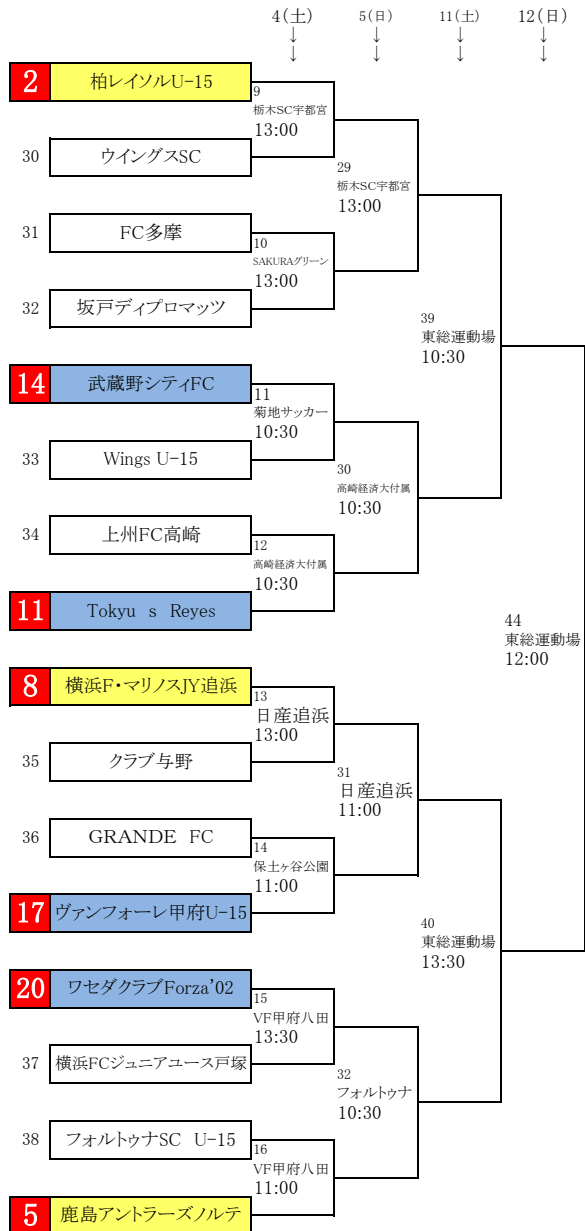 4(土) 5(日) 11(土) 12(日)
↓ ↓ ↓ ↓
↓ ↓ ↓ ↓
2 柏レイソルU-15
9
栃木SC宇都宮
13:00
30 ウイングスSC
29
栃木SC宇都宮
13:00
31 FC多摩
10
SAKURAグリーン
13:00
32 坂戸ディプロマッツ
39
東総運動場
10:30
14 武蔵野シティFC
11
菊地サッカー
10:30
33 Wings U-15
30
高崎経済大付属
10:30
34 上州FC高崎
12
高崎経済大付属
10:30
11 Tokyu s Reyes
44
東総運動場
12:00
8 横浜F・マリノスJY追浜
13
日産追浜
13:00
35 クラブ与野
31
日産追浜
11:00
36 GRANDE FC
14
保土ヶ谷公園
11:00
17 ヴァンフォーレ甲府U-15
40
東総運動場
13:30
20 ワセダクラブForza'02
15
VF甲府八田
13:30
37 横浜FCジュニアユース戸塚
32
フォルトゥナ
10:30
38 フォルトゥナSC U-15
16
VF甲府八田
11:00
5 鹿島アントラーズノルテ